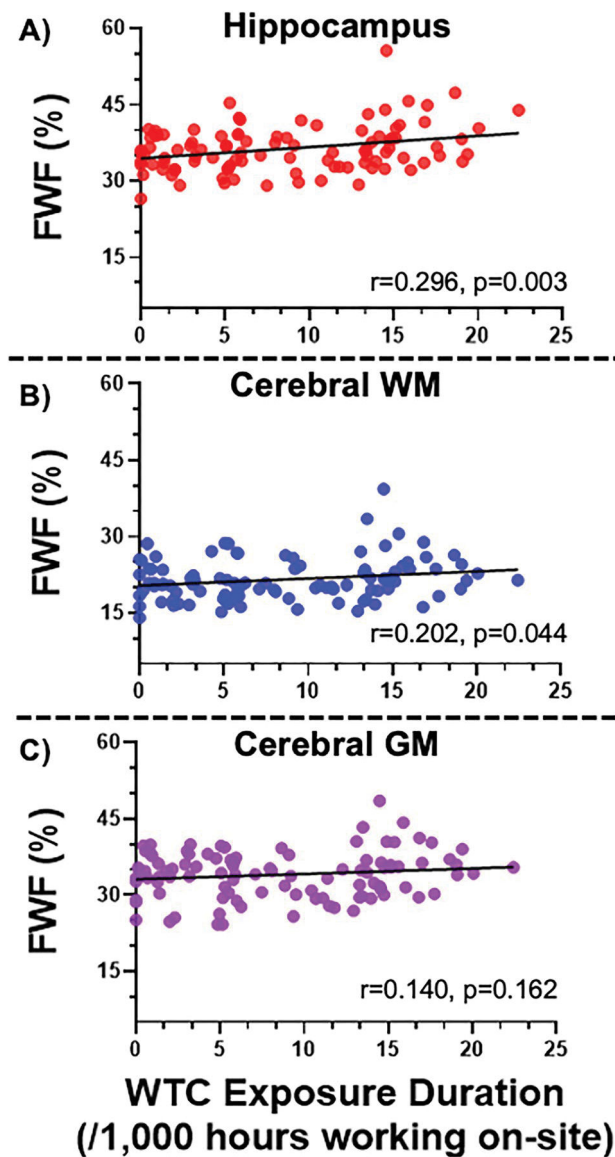 A) Hippocampus
60
45
30
15
FWF (%)
r=0.296, p=0.003
0 5 10 15 20 25
B) Cerebral WM
60
45
30
15
FWF (%)
r=0.202, p=0.044
0 5 10 15 20 25
C) Cerebral GM
60
45
30
15
FWF (%)
r=0.140, p=0.162
0 5 10 15 20 25
WTC Exposure Duration
(/1,000 hours working on-site)